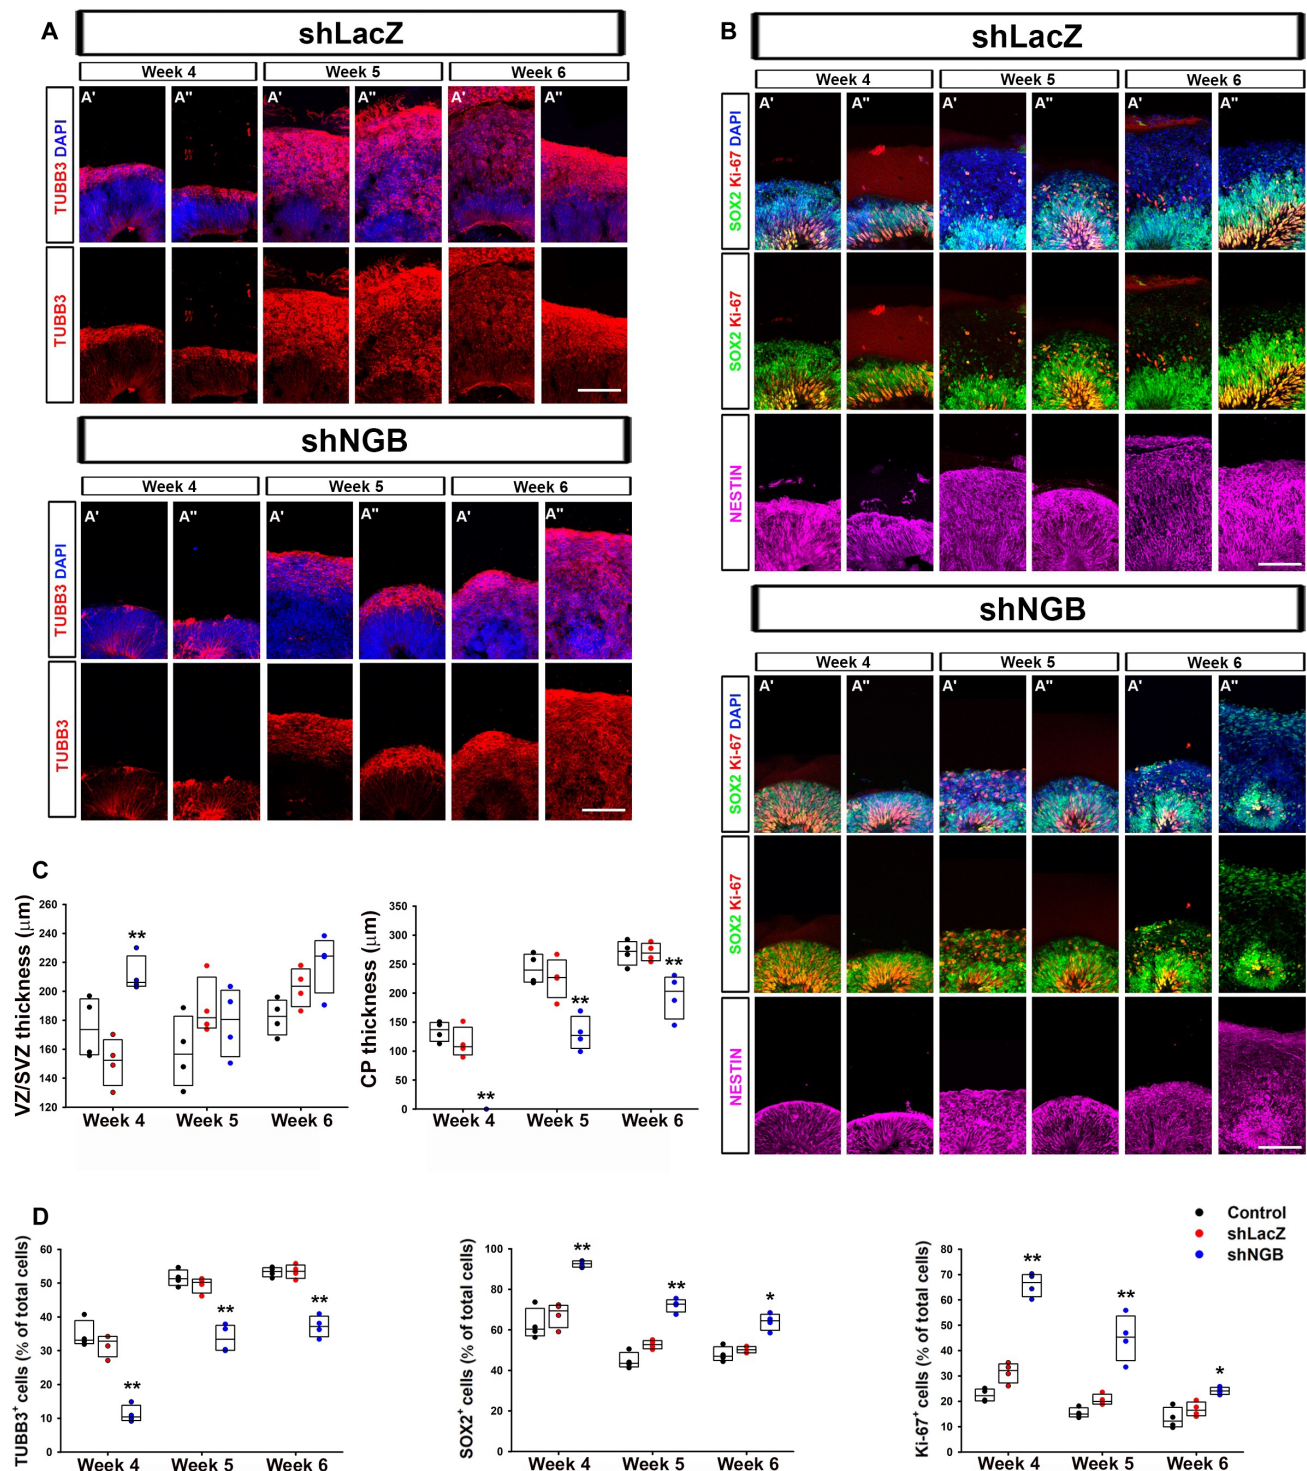 A
shLacZ
Week 4
Week 5
Week 6
A'
A"
A'
A"
A'
A"
TUBB3 DAPI
TUBB3
shNGB
Week 4
Week 5
Week 6
A'
A"
A'
A"
A'
A"
TUBB3 DAPI
TUBB3
B
shLacZ
Week 4
Week 5
Week 6
A'
A"
A'
A"
A'
A"
SOX2 Ki-67 DAPI
SOX2 Ki-67
NESTIN
shNGB
Week 4
Week 5
Week 6
A'
A"
A'
A"
A'
A"
SOX2 Ki-67 DAPI
SOX2 Ki-67
NESTIN
C
VZ/SVZ thickness (μm)
260
240
220
200
180
160
140
120
**
Week 4
Week 5
Week 6
CP thickness (μm)
350
300
250
200
150
100
50
0
**
**
**
Week 4
Week 5
Week 6
D
TUBB3+ cells (% of total cells)
60
50
40
30
20
10
0
**
**
**
Week 4
Week 5
Week 6
SOX2+ cells (% of total cells)
100
80
60
40
20
0
**
**
*
Week 4
Week 5
Week 6
Ki-67+ cells (% of total cells)
80
70
60
50
40
30
20
10
0
**
**
*
Week 4
Week 5
Week 6
Control
shLacZ
shNGB